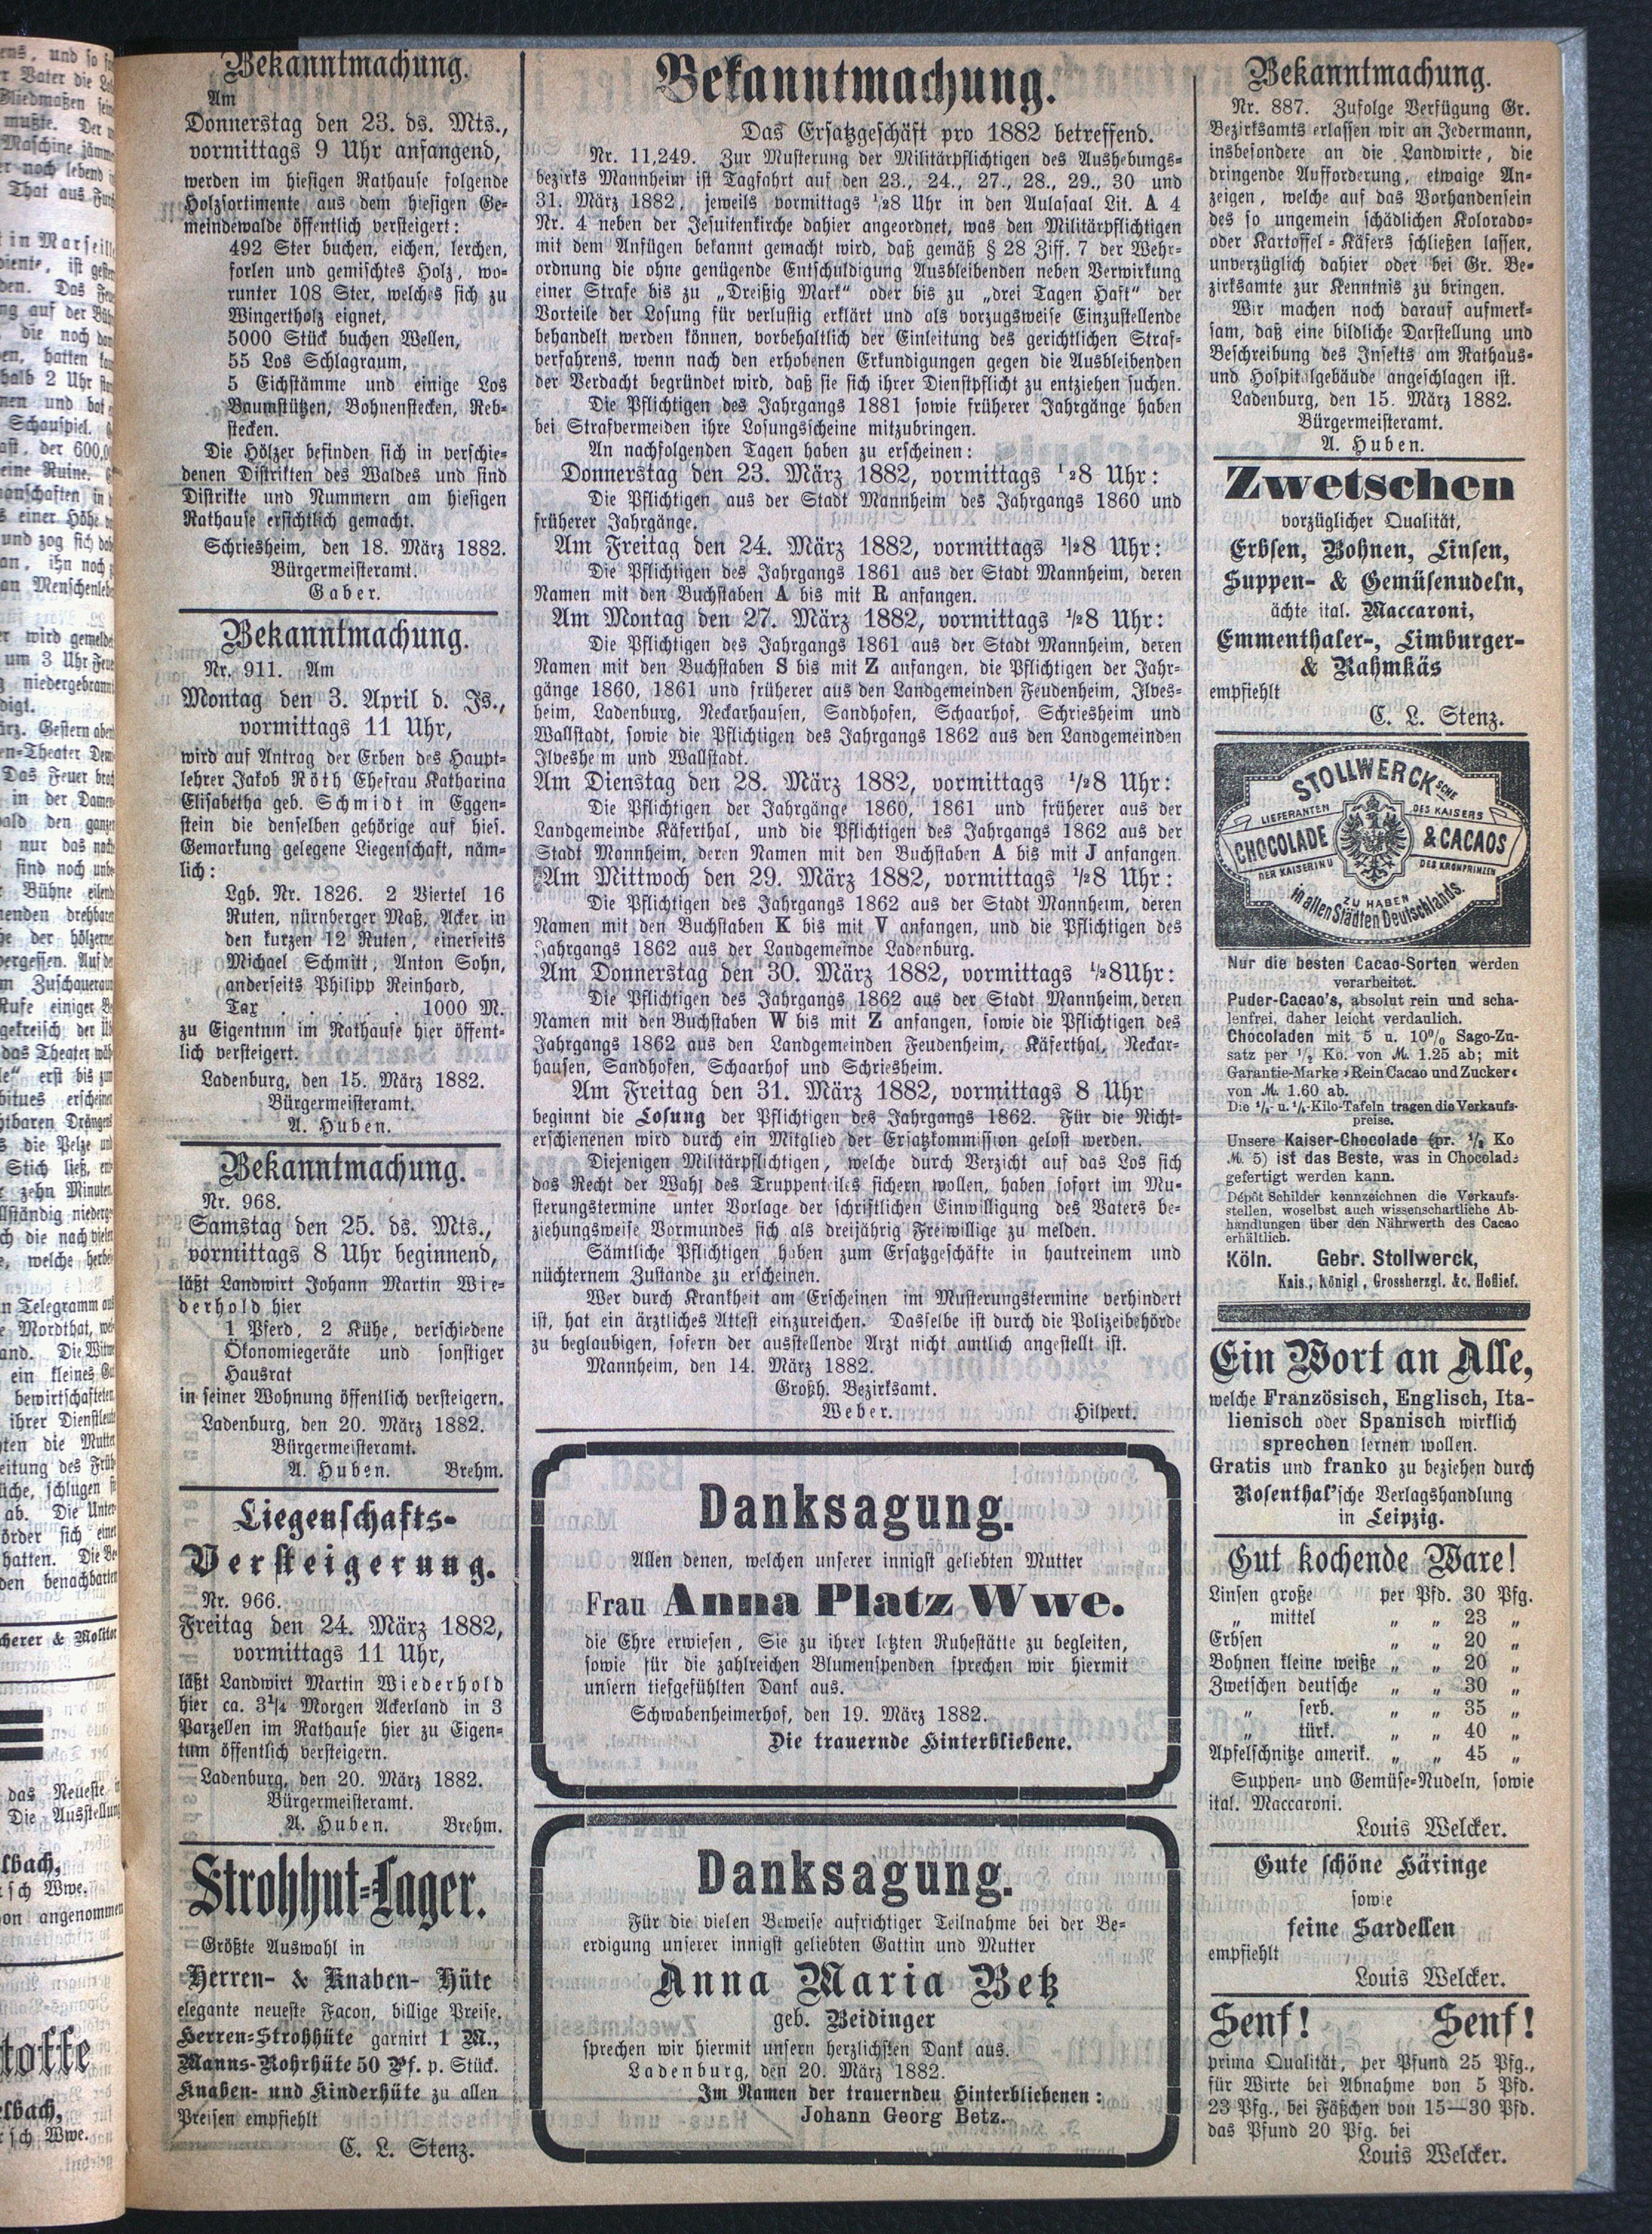 Bekanntmachung.
Am
Donnerstag den 23. ds. Mts.,
vormittags 9 Uhr anfangend,
werden im hiesigen Rathause folgende
Holzsortimente aus dem hiesigen Ge-
meindewalde öffentlich versteigert:
492 Ster buchen, eichen, lerchen,
forlen und gemischtes Holz, wo-
runter 108 Ster, welches sich zu
Wingertholz eignet,
5000 Stück buchen Wellen,
55 Los Schlagraum,
5 Eichstämme und einige Los
Baumstützen, Bohnenstecken, Reb-
stecken.
Die Hölzer befinden sich in verschie-
denen Distrikten des Waldes und sind
Distrikte und Nummern am hiesigen
Rathause ersichtlich gemacht.
Schriesheim, den 18. März 1882.
Bürgermeisteramt.
Gaber.
Bekanntmachung.
Nr. 911. Am
Montag den 3. April d. Js.,
vormittags 11 Uhr,
wird auf Antrag der Erben des Haupt-
lehrer Jakob Röth Ehefrau Katharina
Elisabetha geb. Schmidt in Eggen-
stein die denselben gehörige auf hies.
Gemarkung gelegene Liegenschaft, näm-
lich:
Lgb. Nr. 1826. 2 Viertel 16
Ruten, nürnberger Maß, Acker in
den kurzen 12 Ruten, einerseits
Michael Schmitt, Anton Sohn,
anderseits Philipp Reinhard,
Tax . . . . . 1000 M.
zu Eigentum im Rathause hier öffent-
lich versteigert.
Ladenburg, den 15. März 1882.
Bürgermeisteramt.
A. Huben.
Bekanntmachung.
Nr. 968.
Samstag den 25. ds. Mts.,
vormittags 8 Uhr beginnend,
läßt Landwirt Johann Martin Wie-
derhold hier
1 Pferd, 2 Kühe, verschiedene
Ökonomiegeräte und sonstiger
Hausrat
in seiner Wohnung öffentlich versteigern.
Ladenburg, den 20. März 1882.
Bürgermeisteramt.
A. Huben. Brehm.
Liegenschafts-
Versteigerung.
Nr. 966.
Freitag den 24. März 1882,
vormittags 11 Uhr,
läßt Landwirt Martin Wiederhold
hier ca. 3¼ Morgen Ackerland in 3
Parzellen im Rathause hier zu Eigen-
tum öffentlich versteigern.
Ladenburg, den 20. März 1882.
Bürgermeisteramt.
A. Huben. Brehm.
Strohhut-Lager.
Größte Auswahl in
Herren- & Knaben- Hüte
elegante neueste Facon, billige Preise.
Herren-Strohhüte garnirt 1 M.,
Manns-Rohrhüte 50 Pf. p. Stück.
Knaben- und Kinderhüte zu allen
Preisen empfiehlt
C. L. Stenz.
Bekanntmachung.
Das Ersatzgeschäft pro 1882 betreffend.
Nr. 11,249. Zur Musterung der Militärpflichtigen des Aushebungs-
bezirks Mannheim ist Tagfahrt auf den 23., 24., 27., 28., 29., 30 und
31. März 1882, jeweils vormittags ½8 Uhr in den Aulasaal Lit. A 4
Nr. 4 neben der Jesuitenkirche dahier angeordnet, was den Militärpflichtigen
mit dem Anfügen bekannt gemacht wird, daß gemäß § 28 Ziff. 7 der Wehr-
ordnung die ohne genügende Entschuldigung Ausbleibenden neben Verwirkung
einer Strafe bis zu „Dreißig Mark“ oder bis zu „drei Tagen Haft“ der
Vorteile der Losung für verlustig erklärt und als vorzugsweise Einzustellende
behandelt werden können, vorbehaltlich der Einleitung des gerichtlichen Straf-
verfahrens, wenn nach den erhobenen Erkundigungen gegen die Ausbleibenden
der Verdacht begründet wird, daß sie sich ihrer Dienstpflicht zu entziehen suchen.
Die Pflichtigen des Jahrgangs 1881 sowie früherer Jahrgänge haben
bei Strafvermeiden ihre Losungsscheine mitzubringen.
An nachfolgenden Tagen haben zu erscheinen:
Donnerstag den 23. März 1882, vormittags ½8 Uhr:
Die Pflichtigen aus der Stadt Mannheim des Jahrgangs 1860 und
früherer Jahrgänge.
Am Freitag den 24. März 1882, vormittags ½8 Uhr:
Die Pflichtigen des Jahrgangs 1861 aus der Stadt Mannheim, deren
Namen mit den Buchstaben A bis mit R anfangen.
Am Montag den 27. März 1882, vormittags ½8 Uhr:
Die Pflichtigen des Jahrgangs 1861 aus der Stadt Mannheim, deren
Namen mit den Buchstaben S bis mit Z anfangen, die Pflichtigen der Jahr-
gänge 1860, 1861 und früherer aus den Landgemeinden Feudenheim, Ilves-
heim, Ladenburg, Neckarhausen, Sandhofen, Schaarhof, Schriesheim und
Wallstadt, sowie die Pflichtigen des Jahrgangs 1862 aus den Landgemeinden
Ilvesheim und Wallstadt.
Am Dienstag den 28. März 1882, vormittags ½8 Uhr:
Die Pflichtigen der Jahrgänge 1860, 1861 und früherer aus der
Landgemeinde Käferthal, und die Pflichtigen des Jahrgangs 1862 aus der
Stadt Mannheim, deren Namen mit den Buchstaben A bis mit J anfangen.
Am Mittwoch den 29. März 1882, vormittags ½8 Uhr:
Die Pflichtigen des Jahrgangs 1862 aus der Stadt Mannheim, deren
Namen mit den Buchstaben K bis mit V anfangen, und die Pflichtigen des
Jahrgangs 1862 aus der Landgemeinde Ladenburg.
Am Donnerstag den 30. März 1882, vormittags ½8Uhr:
Die Pflichtigen des Jahrgangs 1862 aus der Stadt Mannheim, deren
Namen mit den Buchstaben W bis mit Z anfangen, sowie die Pflichtigen des
Jahrgangs 1862 aus den Landgemeinden Feudenheim, Käferthal, Neckar-
hausen, Sandhofen, Schaarhof und Schriesheim.
Am Freitag den 31. März 1882, vormittags 8 Uhr
beginnt die Losung der Pflichtigen des Jahrgangs 1862. Für die Nicht-
erschienenen wird durch ein Mitglied der Ersatzkommission gelost werden.
Diejenigen Militärpflichtigen, welche durch Verzicht auf das Los sich
das Recht der Wahl des Truppenteiles sichern wollen, haben sofort im Mu-
sterungstermine unter Vorlage der schriftlichen Einwilligung des Vaters be-
ziehungsweise Vormundes sich als dreijährig Freiwillige zu melden.
Sämtliche Pflichtigen haben zum Ersatzgeschäfte in hautreinem und
nüchternem Zustande zu erscheinen.
Wer durch Krankheit am Erscheinen im Musterungstermine verhindert
ist, hat ein ärztliches Attest einzureichen. Dasselbe ist durch die Polizeibehörde
zu beglaubigen, sofern der ausstellende Arzt nicht amtlich angestellt ist.
Mannheim, den 14. März 1882.
Großh. Bezirksamt.
Weber. Hilpert.
Danksagung.
Allen denen, welchen unserer innigst geliebten Mutter
Frau Anna Platz Wwe.
die Ehre erwiesen, Sie zu ihrer letzten Ruhestätte zu begleiten,
sowie für die zahlreichen Blumenspenden sprechen wir hiermit
unsern tiefgefühlten Dank aus.
Schwabenheimerhof, den 19. März 1882.
Die trauernde Hinterbliebene.
Danksagung.
Für die vielen Beweise aufrichtiger Teilnahme bei der Be-
erdigung unserer innigst geliebten Gattin und Mutter
Anna Maria Betz
geb. Beidinger
sprechen wir hiermit unsern herzlichsten Dank aus.
Ladenburg, den 20. März 1882.
Im Namen der trauernden Hinterbliebenen:
Johann Georg Betz.
Bekanntmachung.
Nr. 887. Zufolge Verfügung Gr.
Bezirksamts erlassen wir an Jedermann,
insbesondere an die Landwirte, die
dringende Aufforderung, etwaige An-
zeigen, welche auf das Vorhandensein
des so ungemein schädlichen Kolorado-
oder Kartoffel-Käfers schließen lassen,
unverzüglich dahier oder bei Gr. Be-
zirksamte zur Kenntnis zu bringen.
Wir machen noch darauf aufmerk-
sam, daß eine bildliche Darstellung und
Beschreibung des Insekts am Rathaus-
und Hospitalgebäude angeschlagen ist.
Ladenburg, den 15. März 1882.
Bürgermeisteramt.
A. Huben.
Zwetschen
vorzüglicher Qualität,
Erbsen, Bohnen, Linsen,
Suppen- & Gemüsenudeln,
ächte ital. Maccaroni,
Emmenthaler-, Limburger-
& Rahmkäs
empfiehlt
C. L. Stenz.
STOLLWERCK'SCHE
LIEFERANTEN DES KAISERS
CHOCOLADE & CACAOS
DER KAISERIN U DES KRONPRINZEN
ZU HABEN
in allen Städten Deutschlands.
Nur die besten Cacao-Sorten werden
verarbeitet.
Puder-Cacao's, absolut rein und scha-
lenfrei, daher leicht verdaulich.
Chocoladen mit 5 u. 10% Sago-Zu-
satz per ½ Ko. von M. 1.25 ab; mit
Garantie-Marke »Rein Cacao und Zucker«
von M. 1.60 ab.
Die ½- u. ¼-Kilo-Tafeln tragen die Verkaufs-
preise.
Unsere Kaiser-Chocolade (pr. ½ Ko
M. 5) ist das Beste, was in Chocolade
gefertigt werden kann.
Dépôt Schilder kennzeichnen die Verkaufs-
stellen, woselbst auch wissenschaftliche Ab-
handlungen über den Nährwerth des Cacao
erhältlich.
Köln. Gebr. Stollwerck,
Kais., Königl., Grossherzgl. &c. Hoflief.
Ein Wort an Alle,
welche Französisch, Englisch, Ita-
lienisch oder Spanisch wirklich
sprechen lernen wollen.
Gratis und franko zu beziehen durch
Rosenthal'sche Verlagshandlung
in Leipzig.
Gut kochende Ware!
Linsen große per Pfd. 30 Pfg.
„ mittel „ „ 23 „
Erbsen „ „ 20 „
Bohnen kleine weiße „ „ 20 „
Zwetschen deutsche „ „ 30 „
„ serb. „ „ 35 „
„ türk. „ „ 40 „
Apfelschnitze amerik. „ „ 45 „
Suppen- und Gemüse-Nudeln, sowie
ital. Maccaroni.
Louis Welcker.
Gute schöne Häringe
sowie
feine Sardellen
empfiehlt
Louis Welcker.
Senf! Senf!
prima Qualität, per Pfund 25 Pfg.,
für Wirte bei Abnahme von 5 Pfd.
23 Pfg., bei Fäßchen von 15—30 Pfd.
das Pfund 20 Pfg. bei
Louis Welcker.